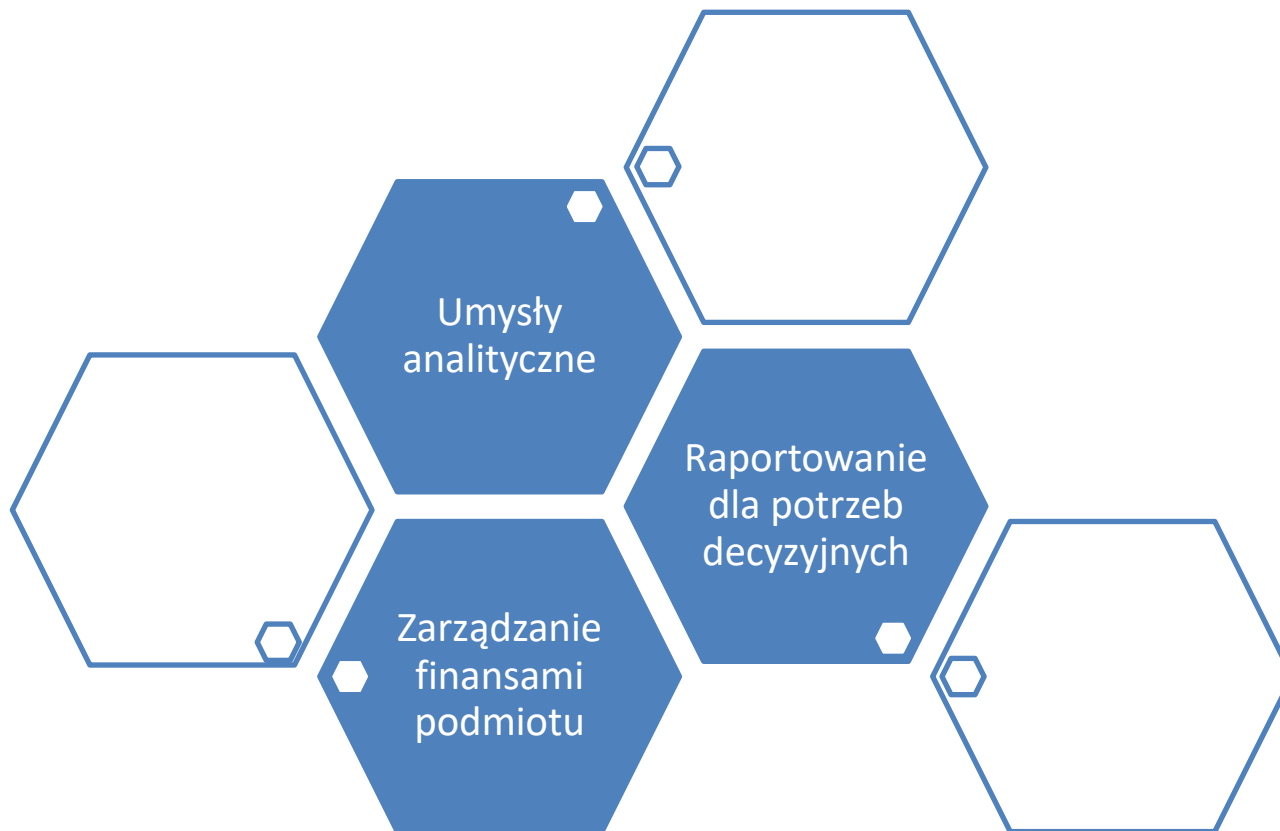 Umysły
analityczne
Raportowanie
dla potrzeb
decyzyjnych
Zarządzanie
finansami
podmiotu